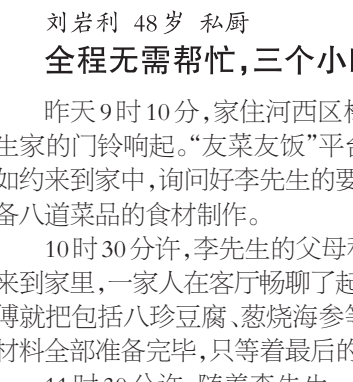 刘岩利 48岁 私厨
全程无需帮忙,三个小
昨天9时10分,家住河西区
生家的门铃响起。“友菜友饭”平
如约来到家中,询问好李先生的要
备八道菜品的食材制作。
10时30分许,李先生的父母
来到家里,一家人在客厅畅聊了起
傅就把包括八珍豆腐、葱烧海参等
材料全部准备完毕,只等着最后的